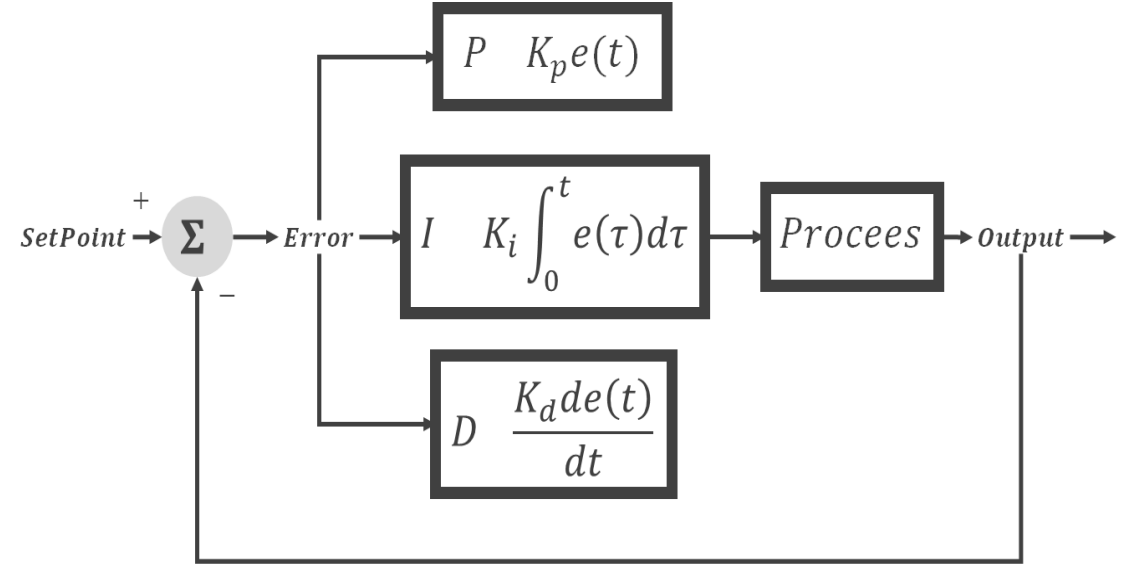 P K_p e(t)
+
SetPoint Σ Error I K_i ∫_0^t e(τ)dτ Procees Output
−
D K_d de(t)
dt